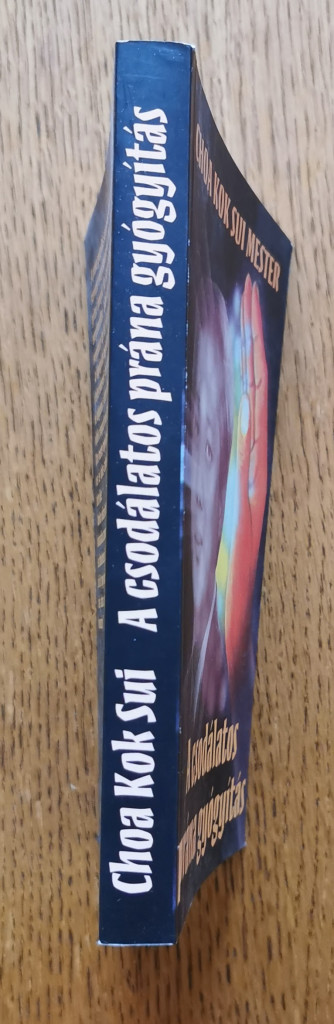 Choa Kok Sui A csodálatos prána gyógyítás
CHOA KOK SUI MESTER
A csodálatos
prána gyógyítás